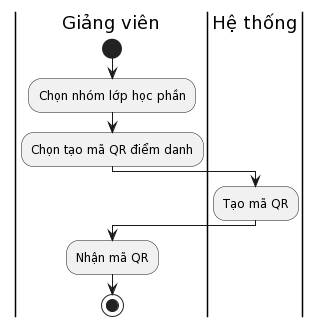 Giảng viên
Hệ thống
Chọn nhóm lớp học phần
Chọn tạo mã QR điểm danh
Tạo mã QR
Nhận mã QR